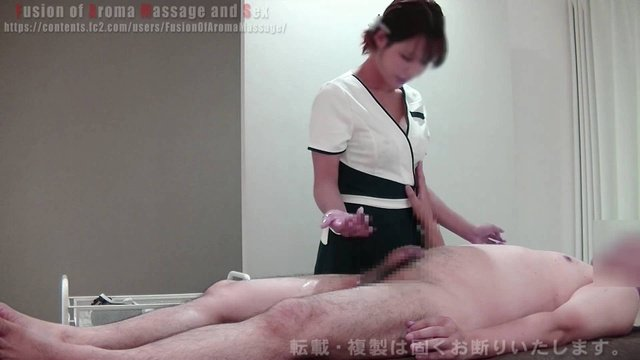 Fusion of Aroma Massage and Sex
https://contents.fc2.com/users/FusionOfAromaMassage/
転載・複製は固くお断りいたします。